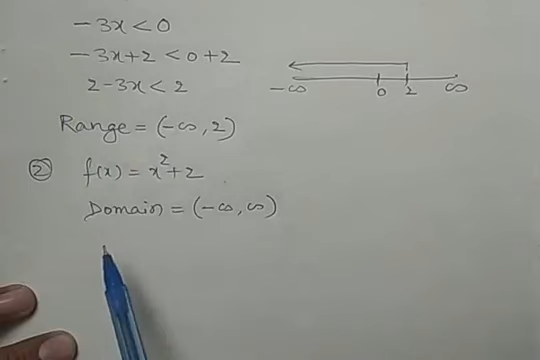 -3x < 0
-3x+2 < 0+2
2-3x < 2
-∞ 0 2 ∞
Range = (-∞, 2)
② f(x) = x²+2
Domain = (-∞, ∞)